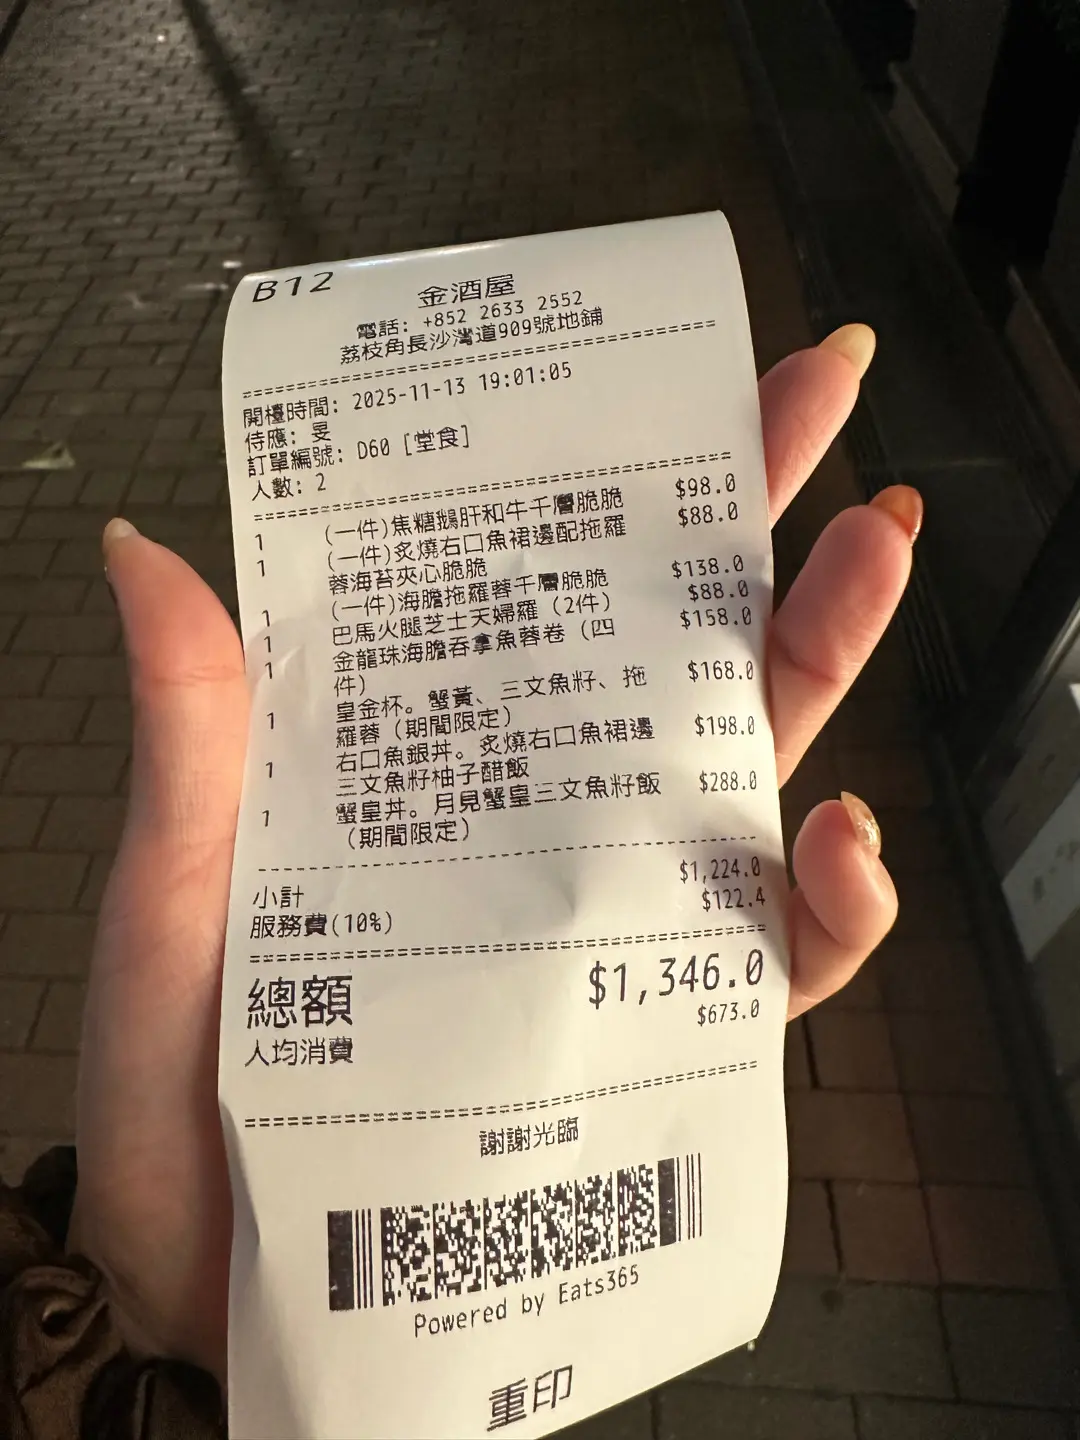 B12
金酒屋
電話: +852 2633 2552
荔枝角長沙灣道909號地鋪
開檯時間: 2025-11-13 19:01:05
侍應: 旻
訂單編號: D60 [堂食]
人數: 2
1 (一件)焦糖鵝肝和牛千層脆脆 $98.0
1 (一件)炙燒右口魚裙邊配拖羅 $88.0
蓉海苔夾心脆脆
1 (一件)海膽拖羅蓉千層脆脆 $138.0
1 巴馬火腿芝士天婦羅 (2件) $88.0
1 金龍珠海膽吞拿魚蓉卷 (四 $158.0
件)
1 皇金杯。蟹黃、三文魚籽、拖 $168.0
羅蓉 (期間限定)
1 右口魚銀丼。炙燒右口魚裙邊 $198.0
三文魚籽柚子醋飯
1 蟹皇丼。月見蟹皇三文魚籽飯 $288.0
(期間限定)
小計 $1,224.0
服務費(10%) $122.4
總額 $1,346.0
人均消費 $673.0
謝謝光臨
Powered by Eats365
重印